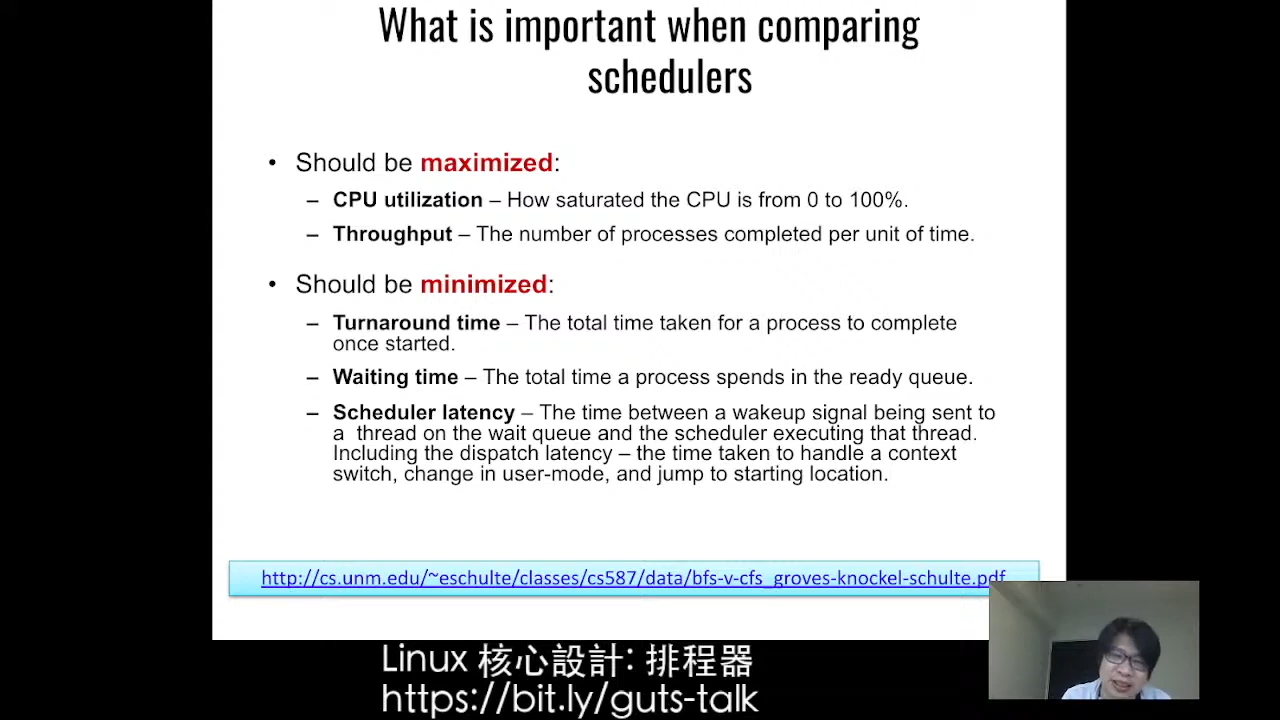 What is important when comparing
schedulers
• Should be maximized:
– CPU utilization – How saturated the CPU is from 0 to 100%.
– Throughput – The number of processes completed per unit of time.
• Should be minimized:
– Turnaround time – The total time taken for a process to complete
once started.
– Waiting time – The total time a process spends in the ready queue.
– Scheduler latency – The time between a wakeup signal being sent to
a thread on the wait queue and the scheduler executing that thread.
Including the dispatch latency – the time taken to handle a context
switch, change in user-mode, and jump to starting location.
http://cs.unm.edu/~eschulte/classes/cs587/data/bfs-v-cfs_groves-knockel-schulte.pdf
Linux 核心設計: 排程器
https://bit.ly/guts-talk